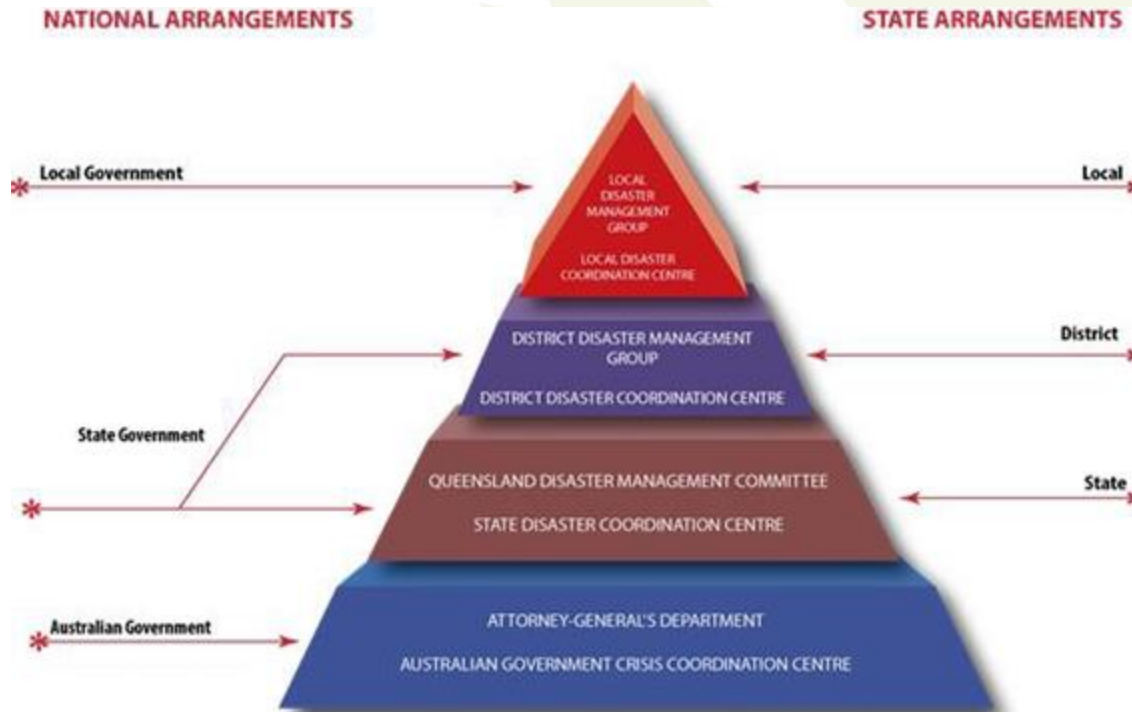 NATIONAL ARRANGEMENTS
STATE ARRANGEMENTS
Local Government
Local
LOCAL
DISASTER
MANAGEMENT
GROUP
LOCAL DISASTER
COORDINATION CENTRE
District
DISTRICT DISASTER MANAGEMENT
GROUP
DISTRICT DISASTER COORDINATION CENTRE
State Government
State
QUEENSLAND DISASTER MANAGEMENT COMMITTEE
STATE DISASTER COORDINATION CENTRE
Australian Government
ATTORNEY-GENERAL'S DEPARTMENT
AUSTRALIAN GOVERNMENT CRISIS COORDINATION CENTRE